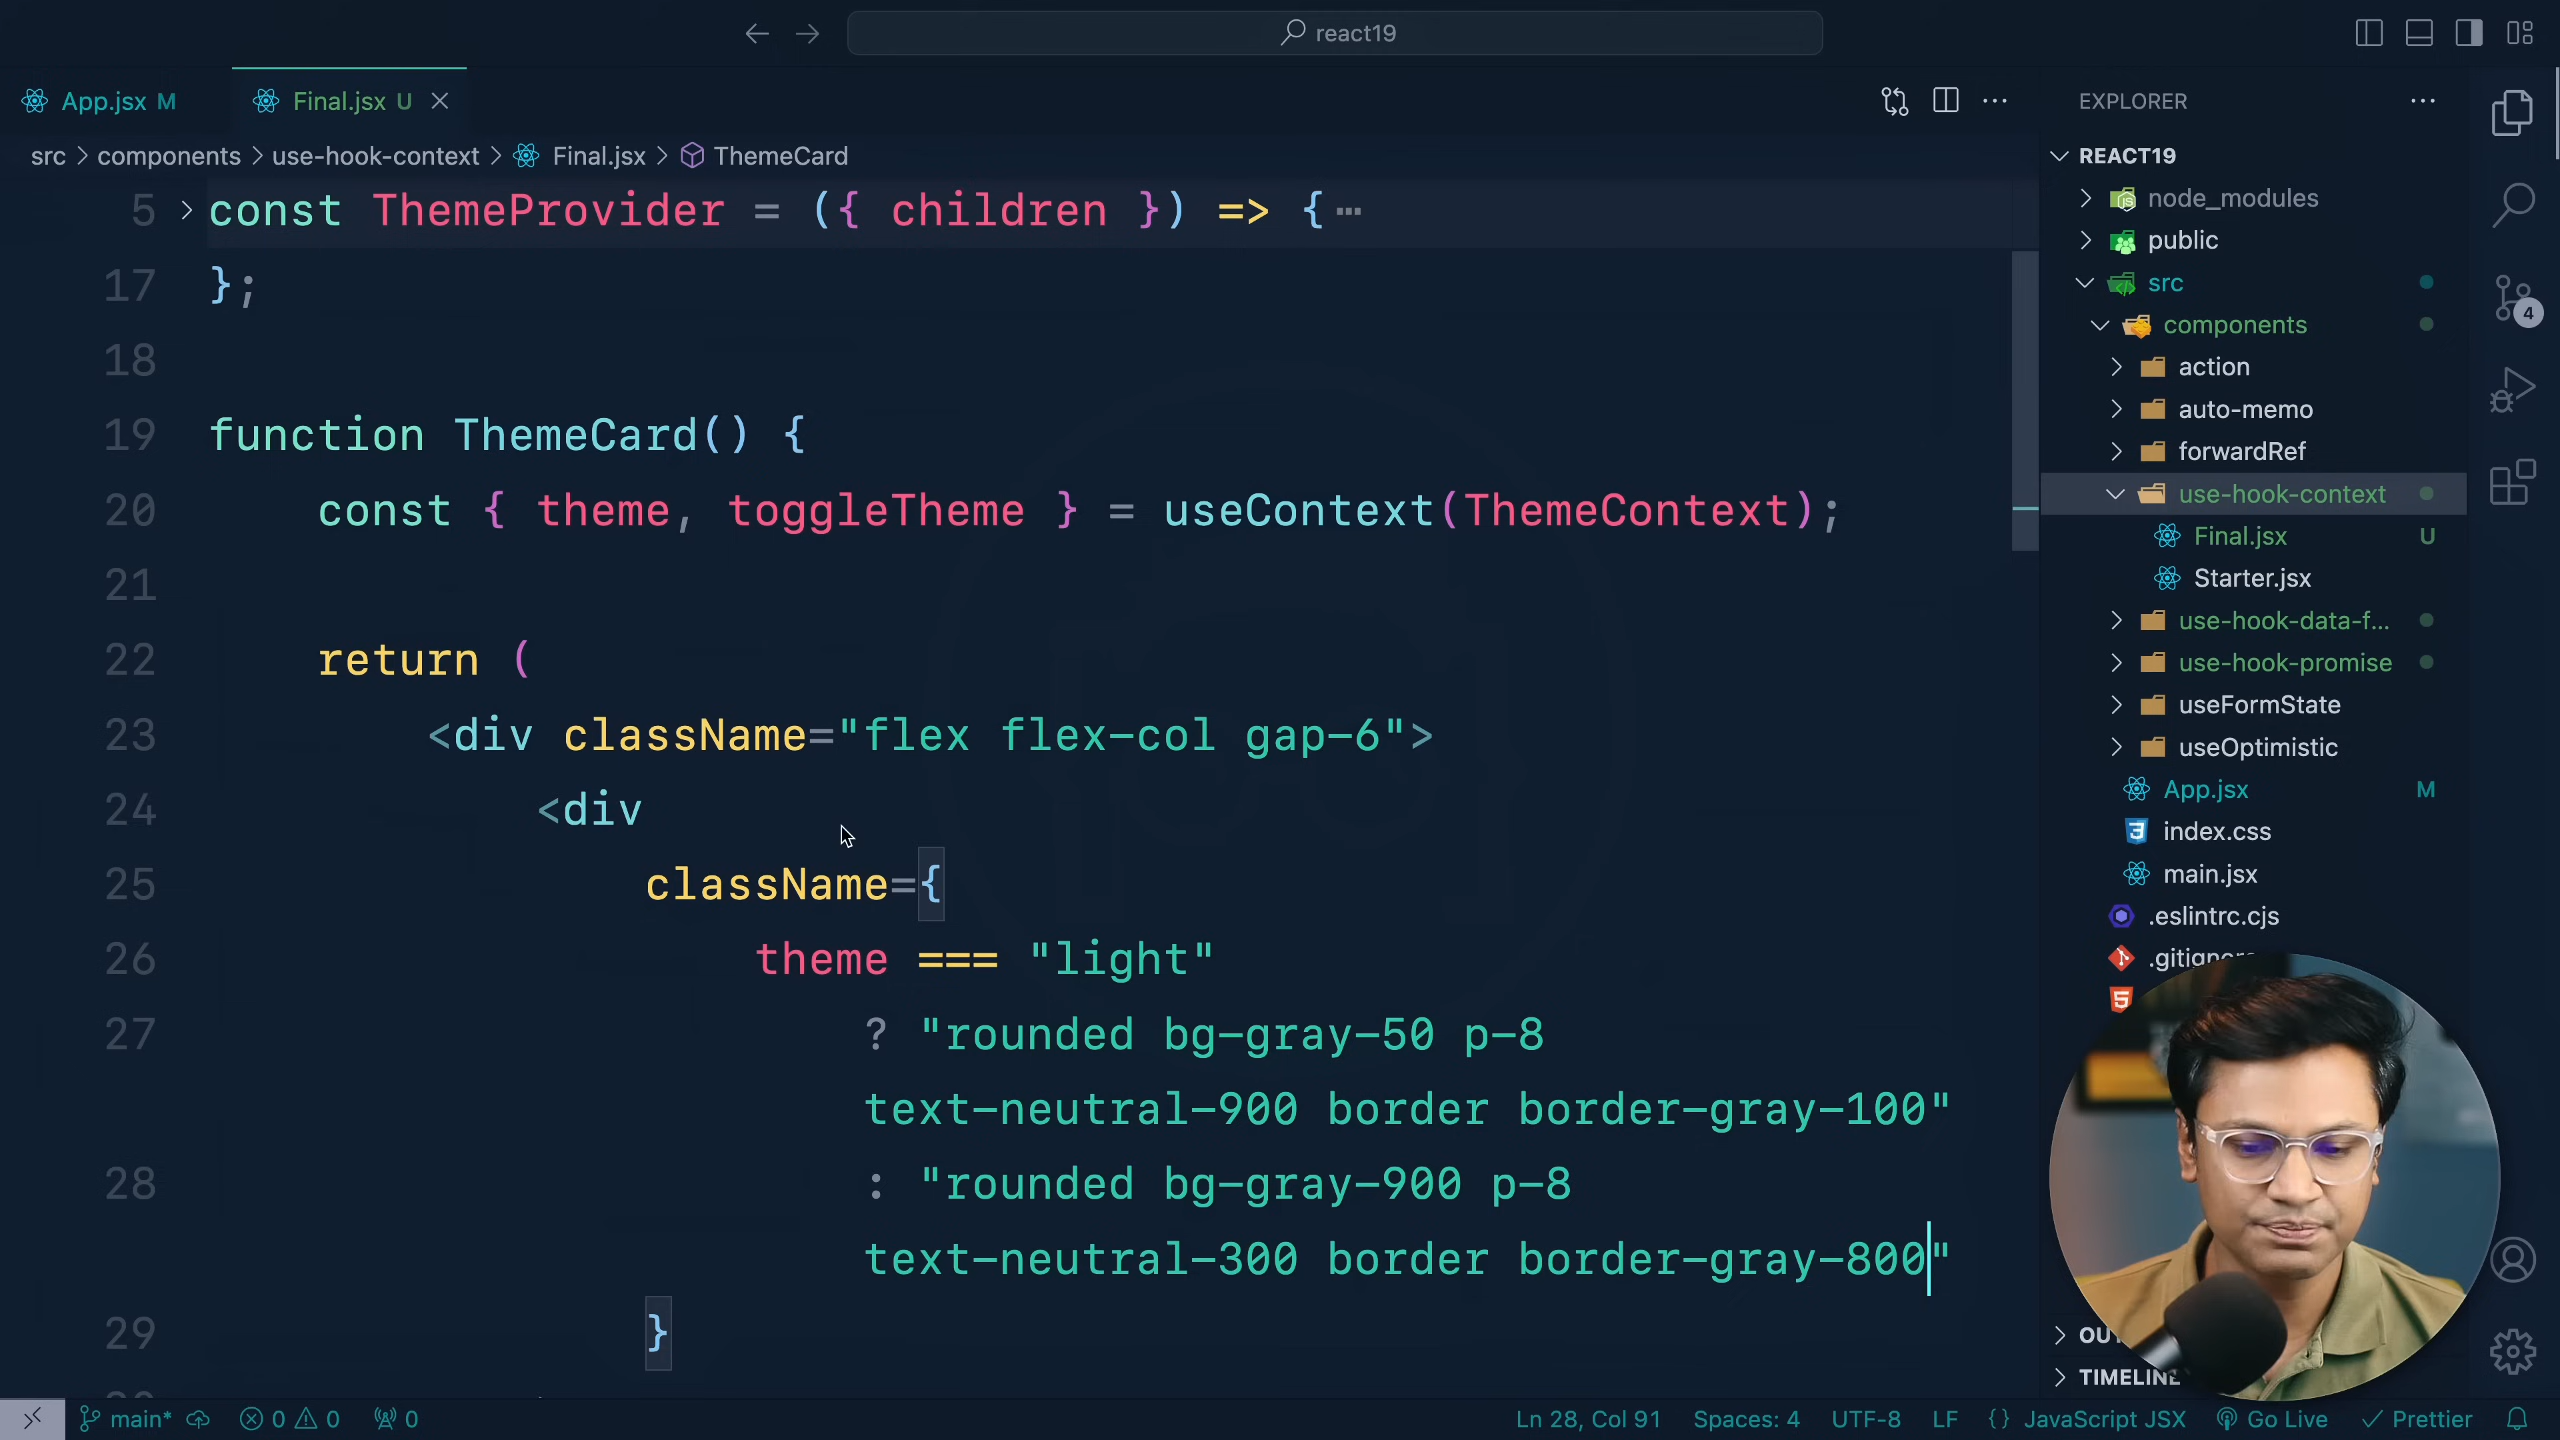 react19
App.jsx M
Final.jsx U
EXPLORER
src > components > use-hook-context > Final.jsx > ThemeCard
5 const ThemeProvider = ({ children }) => {…
17 };
18
19 function ThemeCard() {
20 const { theme, toggleTheme } = useContext(ThemeContext);
21
22 return (
23 <div className="flex flex-col gap-6">
24 <div
25 className={
26 theme === "light"
27 ? "rounded bg-gray-50 p-8
text-neutral-900 border border-gray-100"
28 : "rounded bg-gray-900 p-8
text-neutral-300 border border-gray-800"
29 }
REACT19
node_modules
public
src
components
action
auto-memo
forwardRef
use-hook-context
Final.jsx U
Starter.jsx
use-hook-data-f...
use-hook-promise
useFormState
useOptimistic
App.jsx M
index.css
main.jsx
.eslintrc.cjs
TIMELINE
4
main* 0 0 0
Ln 28, Col 91 Spaces: 4 UTF-8 LF {} JavaScript JSX Go Live Prettier